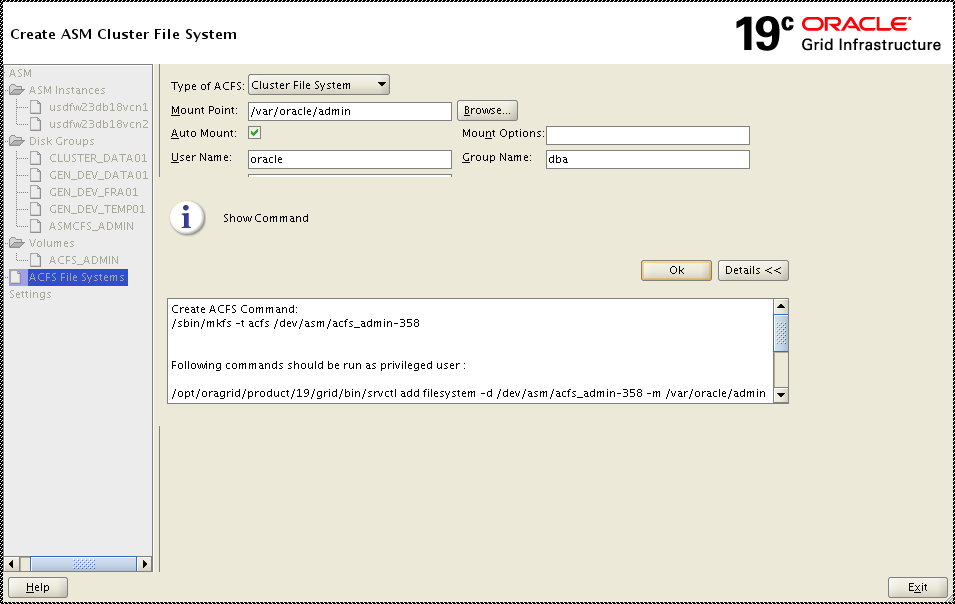 Create ASM Cluster File System
19c ORACLE
Grid Infrastructure
ASM
ASM Instances
usdfw23db18vcn1
usdfw23db18vcn2
Disk Groups
CLUSTER_DATA01
GEN_DEV_DATA01
GEN_DEV_FRA01
GEN_DEV_TEMP01
ASMCFS_ADMIN
Volumes
ACFS_ADMIN
ACFS File Systems
Settings
Type of ACFS: Cluster File System
Mount Point: /var/oracle/admin Browse...
Auto Mount: Mount Options:
User Name: oracle Group Name: dba
Show Command
Ok Details <<
Create ACFS Command:
/sbin/mkfs -t acfs /dev/asm/acfs_admin-358
Following commands should be run as privileged user :
/opt/oragrid/product/19/grid/bin/srvctl add filesystem -d /dev/asm/acfs_admin-358 -m /var/oracle/admin
Help Exit